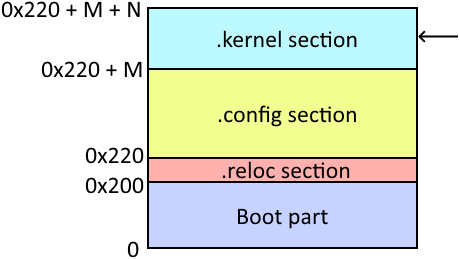 0x220 + M + N
.kernel section
0x220 + M
.config section
0x220
.reloc section
0x200
Boot part
0